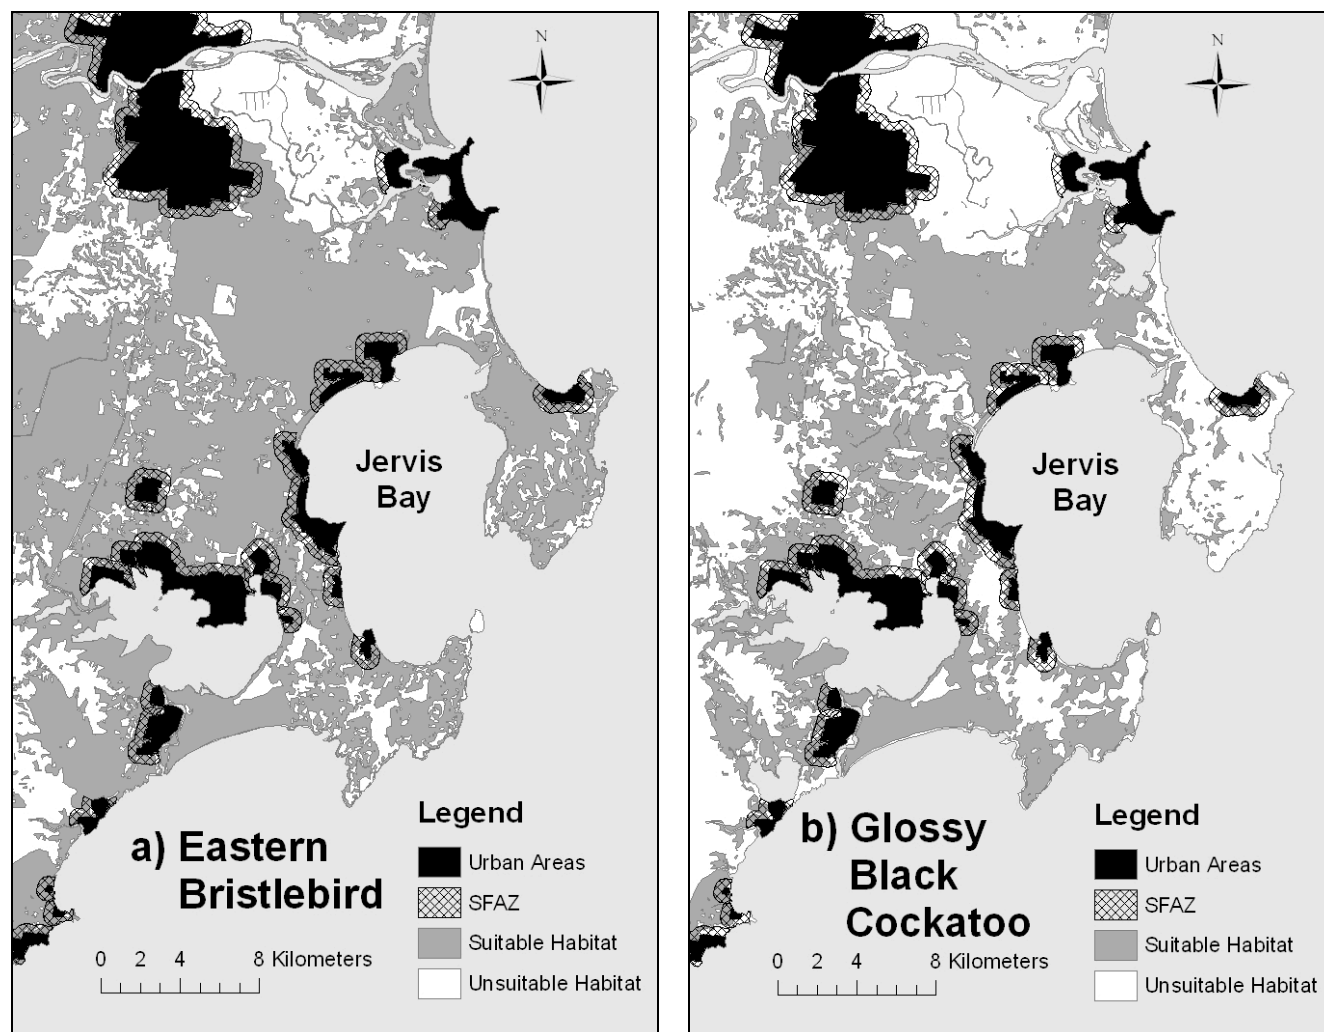 N
Jervis
Bay
a) Eastern
Bristlebird
Legend
Urban Areas
SFAZ
Suitable Habitat
Unsuitable Habitat
0 2 4 8 Kilometers
N
Jervis
Bay
b) Glossy
Black
Cockatoo
Legend
Urban Areas
SFAZ
Suitable Habitat
Unsuitable Habitat
0 2 4 8 Kilometers